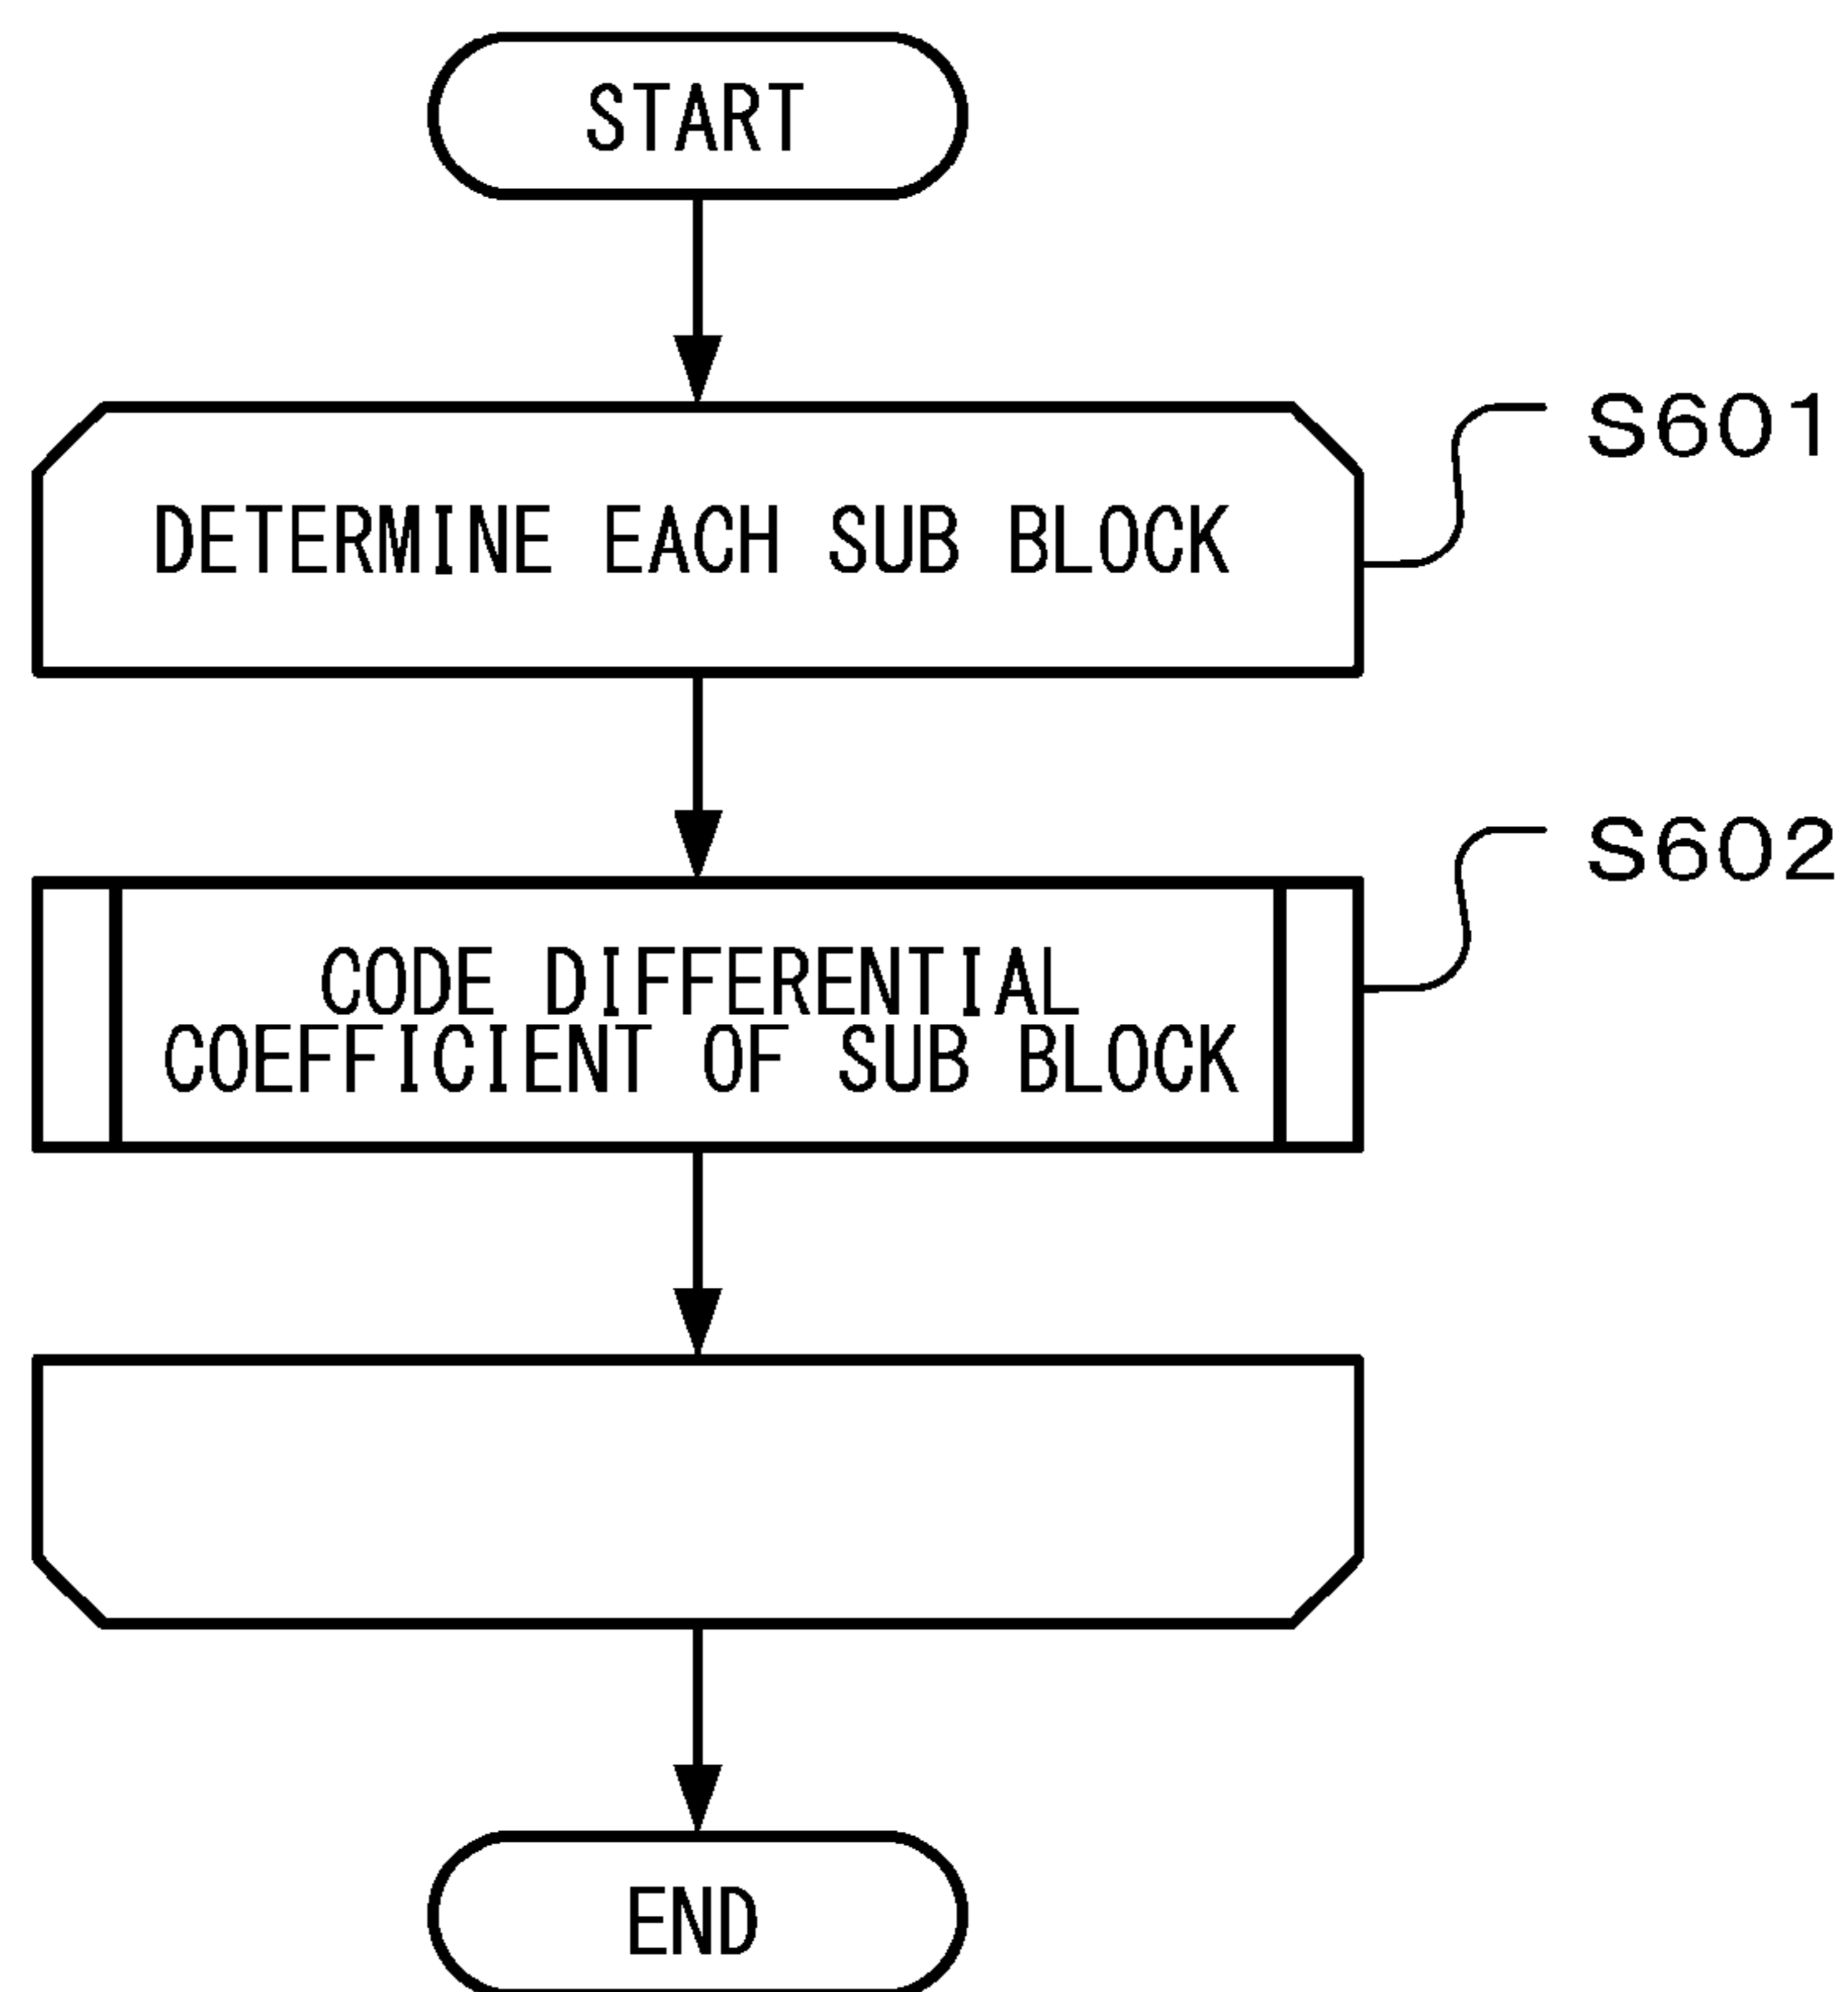 START
DETERMINE EACH SUB BLOCK
S601
CODE DIFFERENTIAL
COEFFICIENT OF SUB BLOCK
S602
END